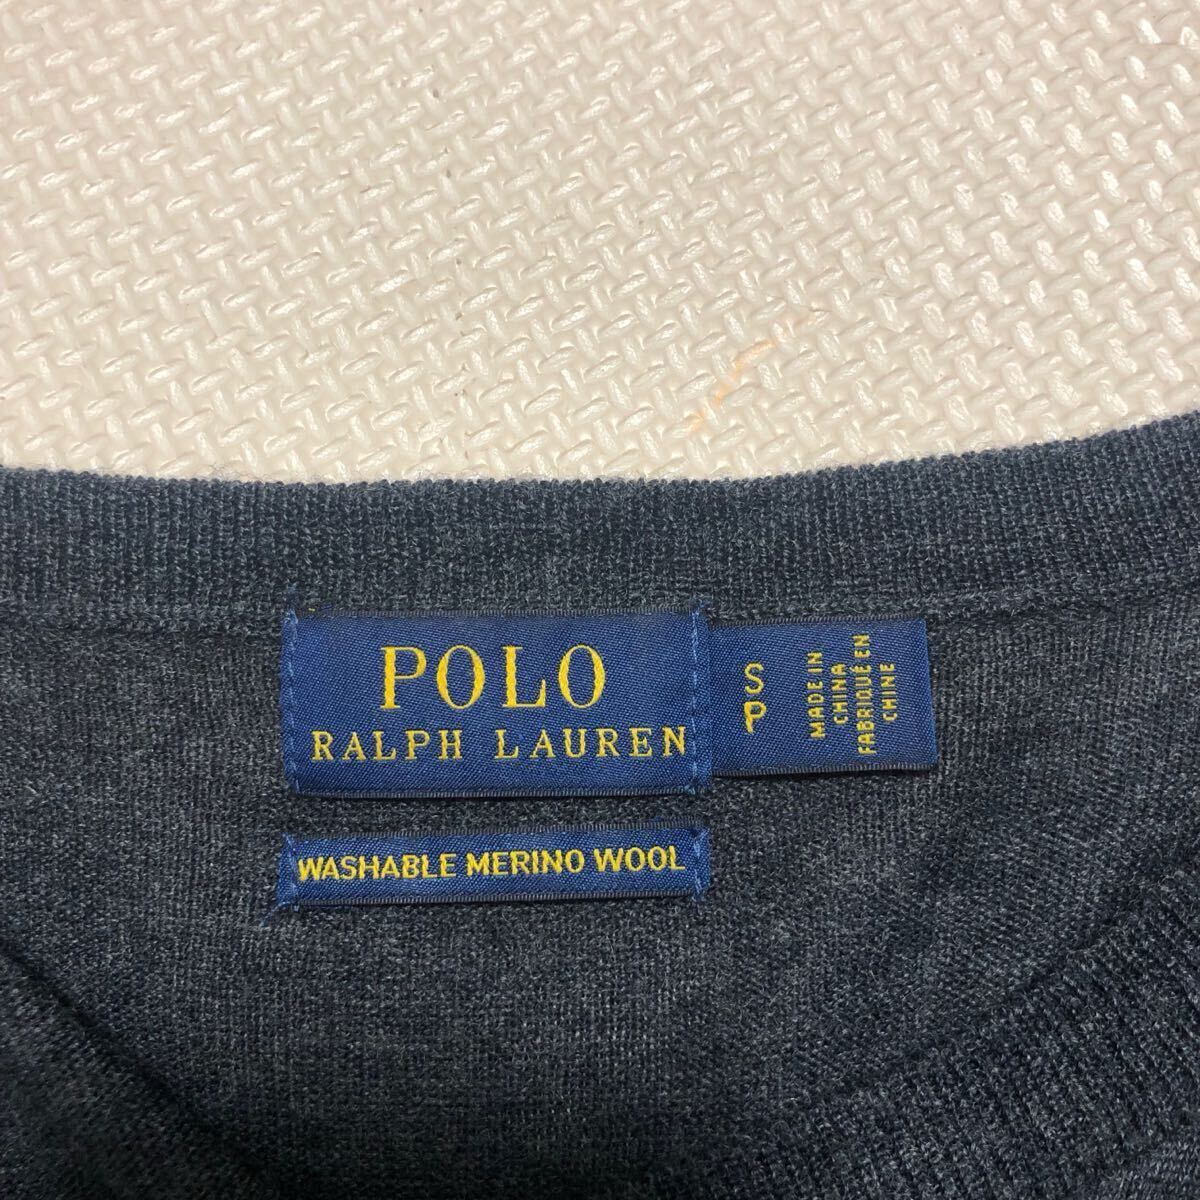 POLO
RALPH LAUREN
S
P
MADE IN
CHINA
FABRIQUÉ EN
CHINE
WASHABLE MERINO WOOL